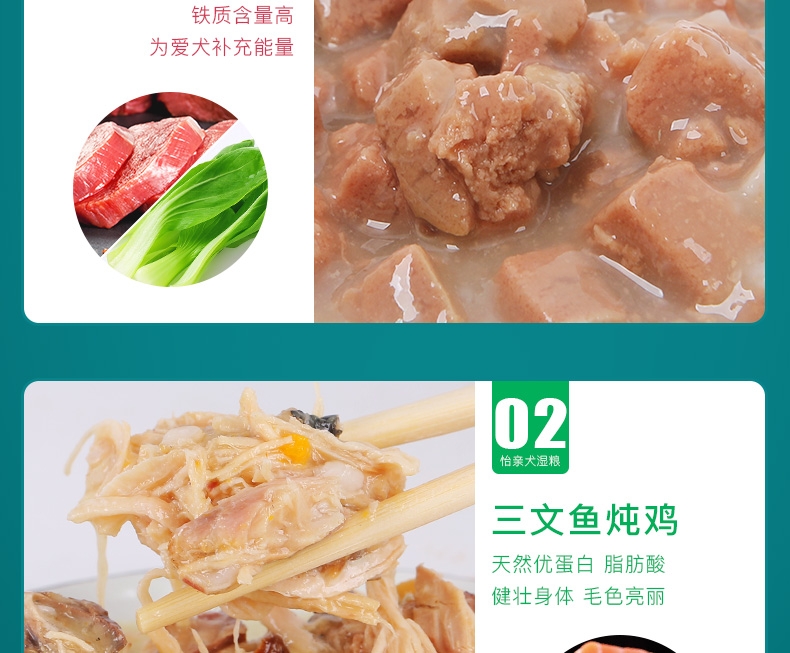 铁质含量高
为爱犬补充能量
02
怡亲犬湿粮
三文鱼炖鸡
天然优蛋白 脂肪酸
健壮身体 毛色亮丽